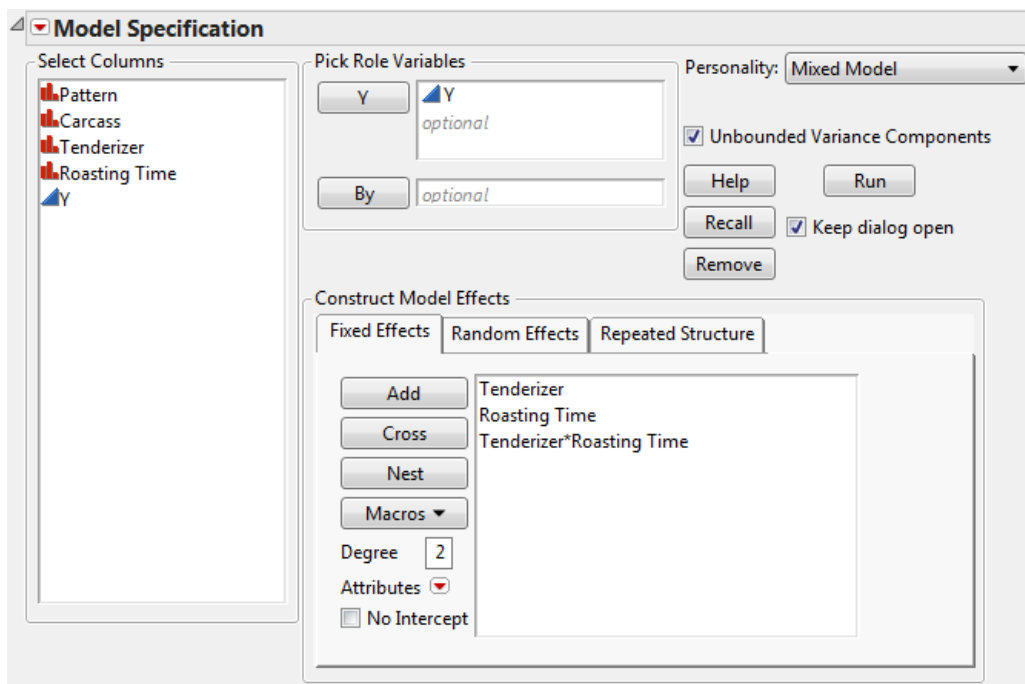 Model Specification
Select Columns
Pattern
Carcass
Tenderizer
Roasting Time
Y
Pick Role Variables
Y
Y
optional
By
optional
Personality: Mixed Model
Unbounded Variance Components
Help
Run
Recall
Keep dialog open
Remove
Construct Model Effects
Fixed Effects
Random Effects
Repeated Structure
Add
Cross
Nest
Macros
Degree 2
Attributes
No Intercept
Tenderizer
Roasting Time
Tenderizer*Roasting Time